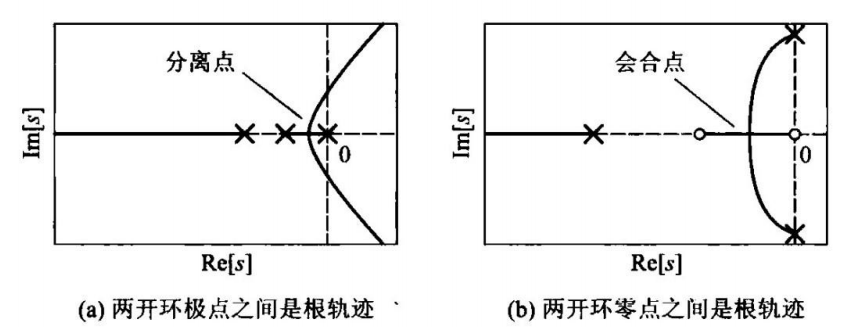 分离点
会合点
Im[s]
0
Im[s]
0
Re[s]
Re[s]
(a) 两开环极点之间是根轨迹
(b) 两开环零点之间是根轨迹